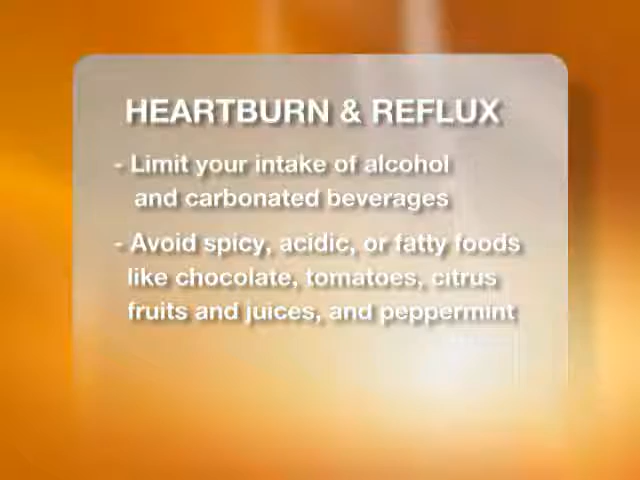 HEARTBURN & REFLUX
- Limit your intake of alcohol
and carbonated beverages
- Avoid spicy, acidic, or fatty foods
like chocolate, tomatoes, citrus
fruits and juices, and peppermint